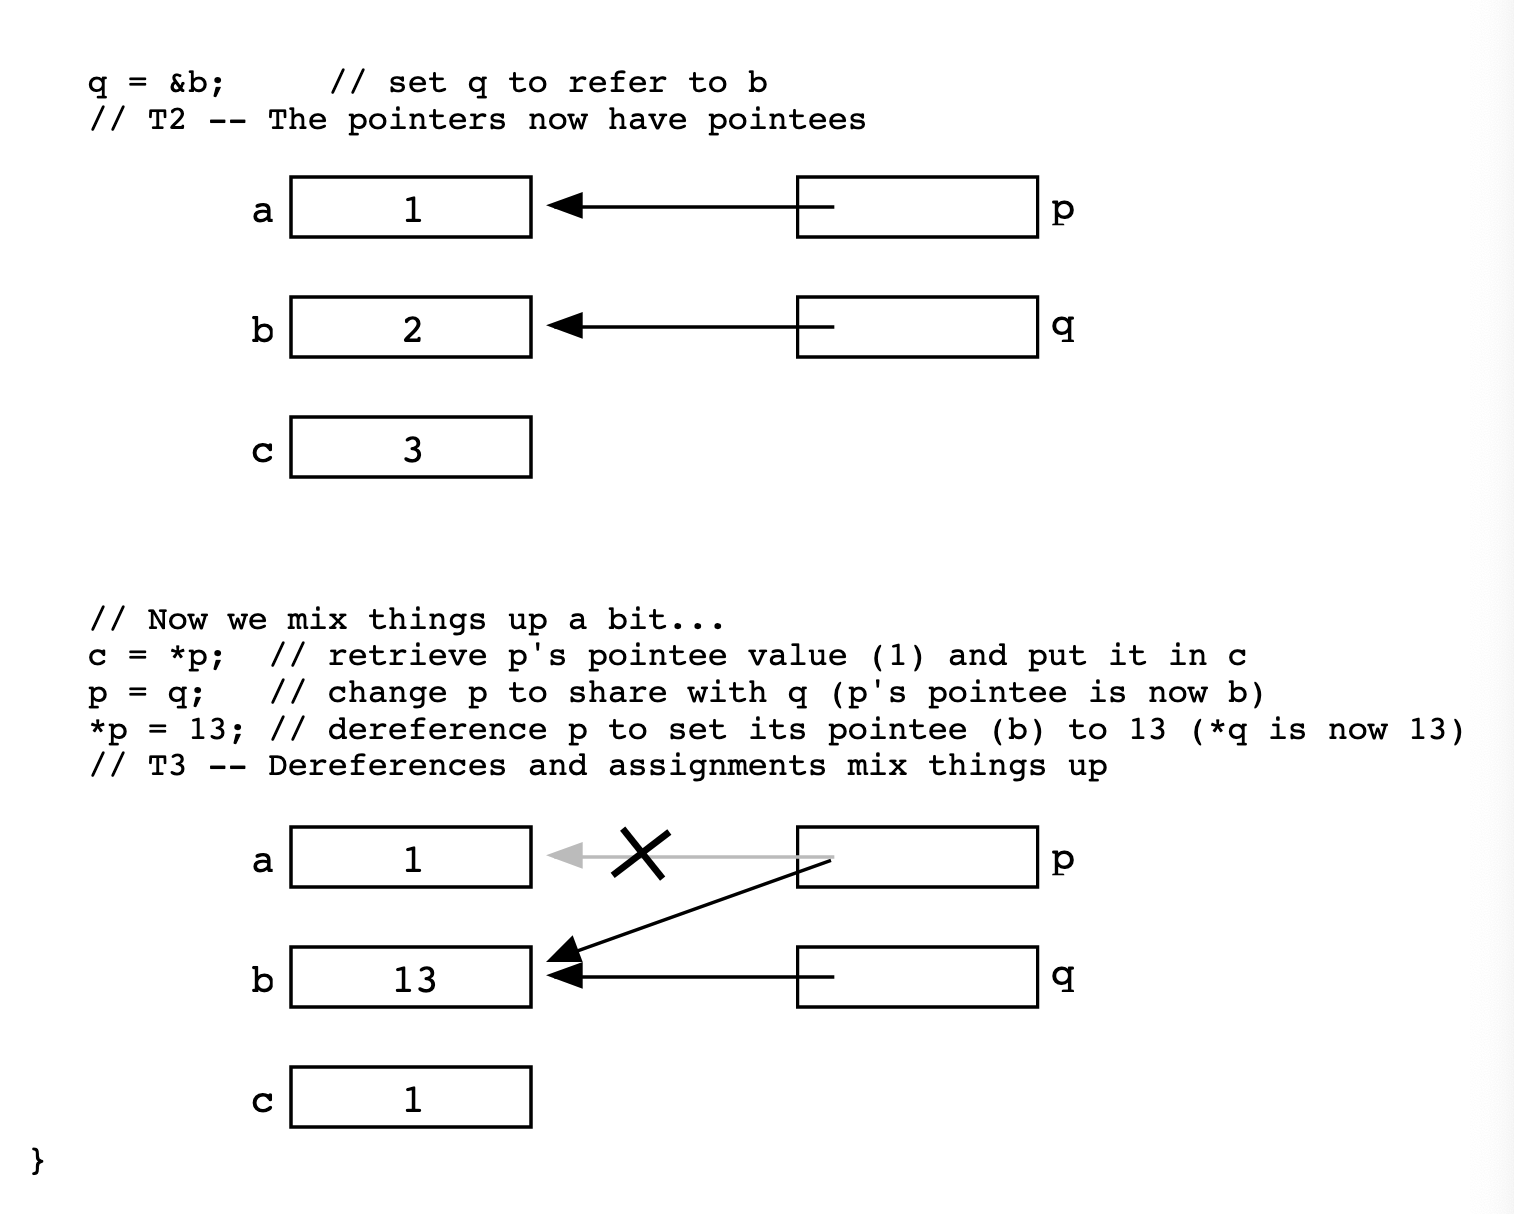 q = &b;     // set q to refer to b
// T2 -- The pointers now have pointees
a 1 p
b 2 q
c 3
// Now we mix things up a bit...
c = *p;  // retrieve p's pointee value (1) and put it in c
p = q;   // change p to share with q (p's pointee is now b)
*p = 13; // dereference p to set its pointee (b) to 13 (*q is now 13)
// T3 -- Dereferences and assignments mix things up
a 1 p
b 13 q
c 1
}